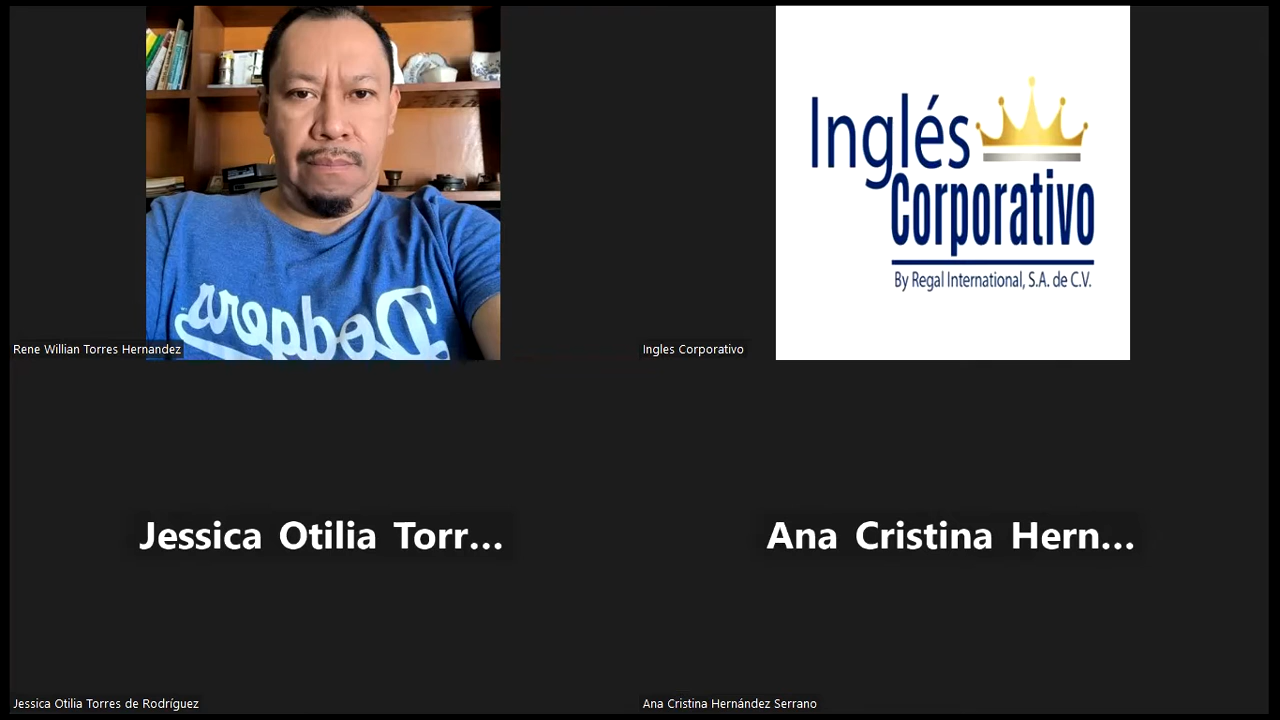 Dodgers
Rene Willian Torres Hernandez
Inglés
Corporativo
By Regal International, S.A. de C.V.
Ingles Corporativo
Jessica Otilia Torr...
Jessica Otilia Torres de Rodríguez
Ana Cristina Hern...
Ana Cristina Hernández Serrano